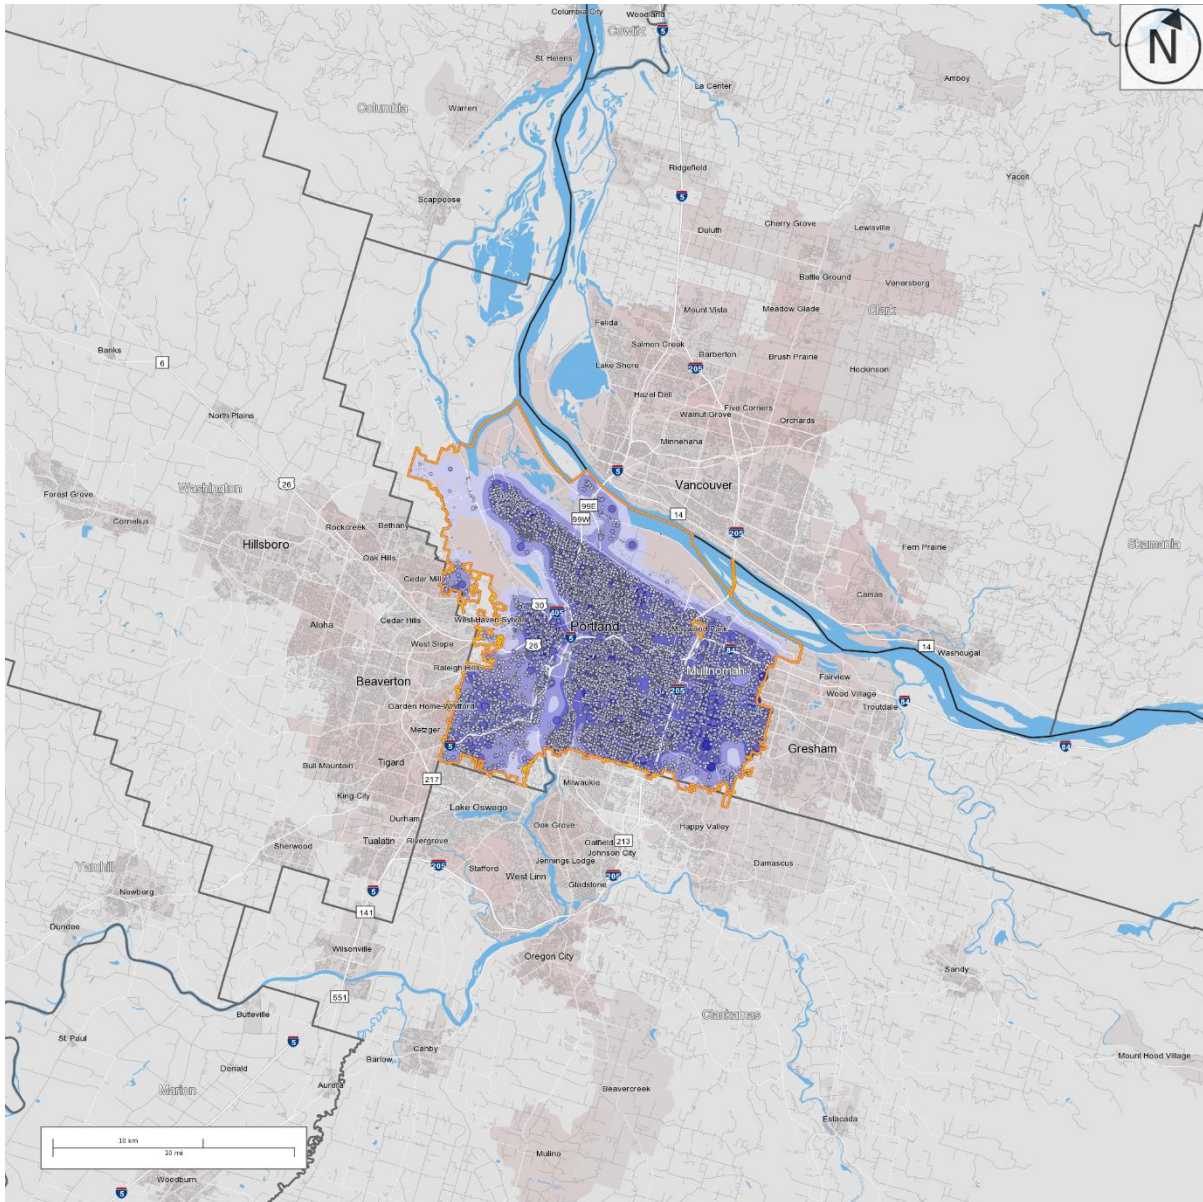 Columbia City
Woodland
Cowlitz
5
N
St. Helens
Amboy
La Center
Warren
Columbia
Ridgefield
Yacolt
5
Scappoose
Cherry Grove
Lewisville
Duluth
Battle Ground
Venersborg
Mount Vista
Meadow Glade
Clark
Felida
Salmon Creek
Banks
6
Barberton
Brush Prairie
Lake Shore
205
Hockinson
Hazel Dell
Five Corners
Walnut Grove
Orchards
North Plains
Minnehaha
5
26
Vancouver
Washington
Forest Grove
99E
14
Cornelius
99W
Rockcreek
Bethany
205
Skamania
Hillsboro
Fern Prairie
Oak Hills
Cedar Mill
Camas
30
405
Cedar Hills
West Haven-Sylvan
Portland
Aloha
5
West Slope
26
14
Washougal
84
Raleigh Hills
Multnomah
Beaverton
Fairview
205
Wood Village
84
Troutdale
Garden Home-Whitford
Metzger
5
Gresham
84
Bull Mountain
Tigard
217
Milwaukie
King City
Lake Oswego
Durham
Oak Grove
Happy Valley
Tualatin
Rivergrove
Oatfield
213
Sherwood
Johnson City
205
Stafford
Jennings Lodge
Damascus
Yamhill
West Linn
205
Newberg
5
Gladstone
141
Dundee
Wilsonville
Oregon City
Sandy
551
Butteville
Clackamas
St. Paul
5
Canby
Barlow
Mount Hood Village
Donald
Aurora
Marion
Beavercreek
Estacada
10 km
10 mi
Mulino
Woodburn
5